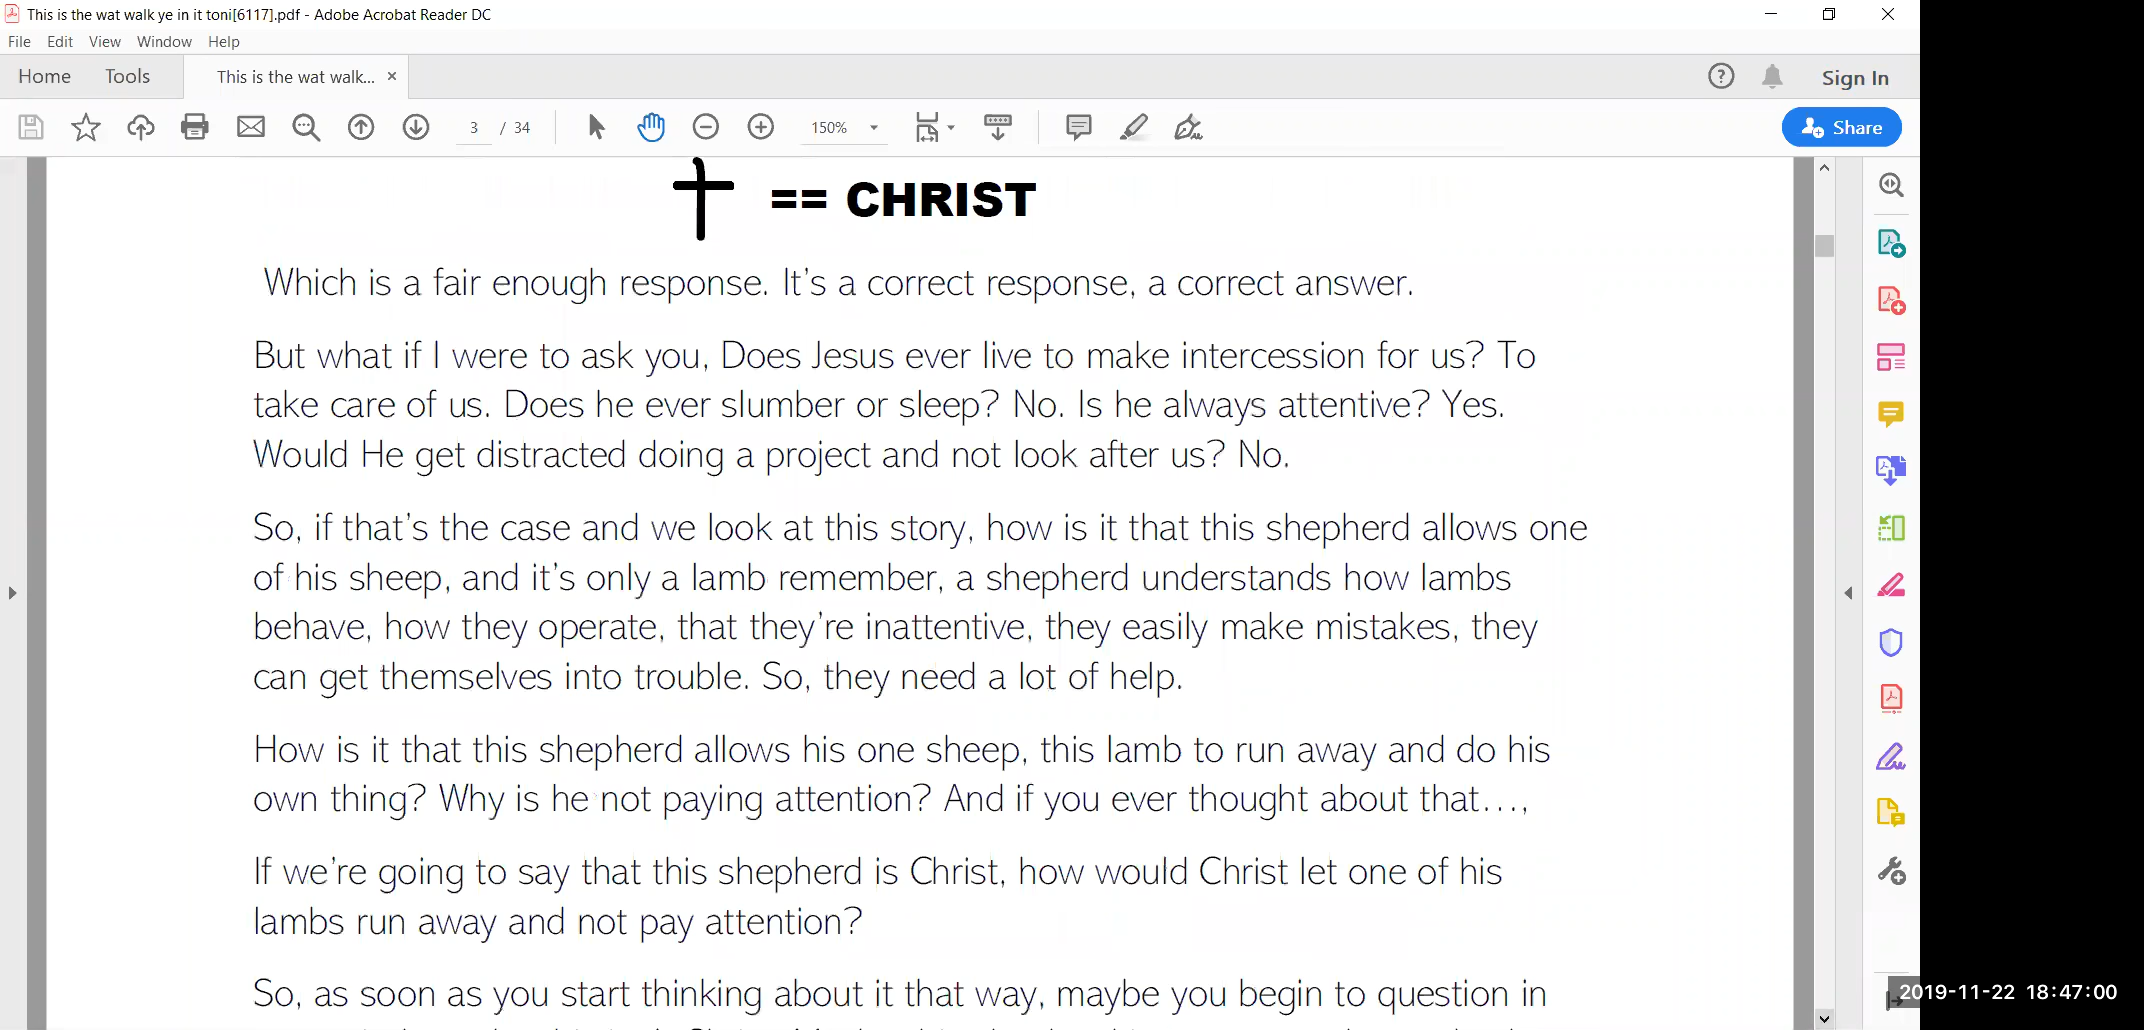 This is the wat walk ye in it toni[6117].pdf - Adobe Acrobat Reader DC
File Edit View Window Help
Home Tools This is the wat walk... × Sign In
3 / 34 150% Share
== CHRIST
Which is a fair enough response. It's a correct response, a correct answer.
But what if I were to ask you, Does Jesus ever live to make intercession for us? To
take care of us. Does he ever slumber or sleep? No. Is he always attentive? Yes.
Would He get distracted doing a project and not look after us? No.
So, if that's the case and we look at this story, how is it that this shepherd allows one
of his sheep, and it's only a lamb remember, a shepherd understands how lambs
behave, how they operate, that they're inattentive, they easily make mistakes, they
can get themselves into trouble. So, they need a lot of help.
How is it that this shepherd allows his one sheep, this lamb to run away and do his
own thing? Why is he not paying attention? And if you ever thought about that...,
If we're going to say that this shepherd is Christ, how would Christ let one of his
lambs run away and not pay attention?
So, as soon as you start thinking about it that way, maybe you begin to question in
2019-11-22 18:47:00